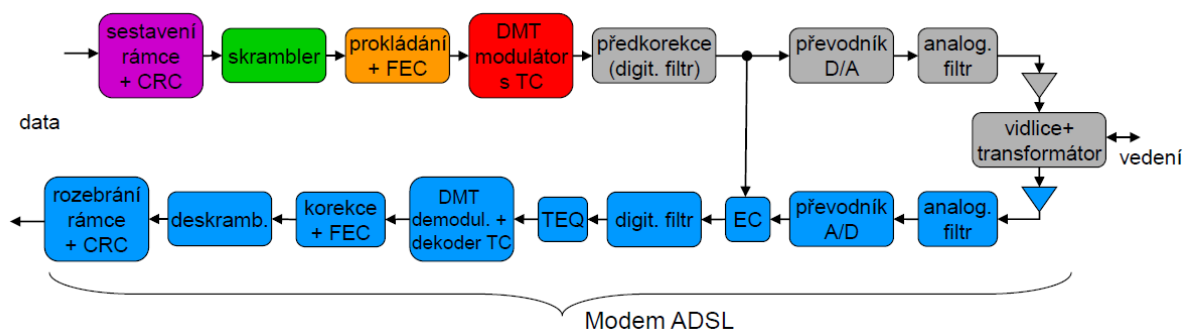 sestavení
rámce
+ CRC
skrambler
prokládání
+ FEC
DMT
modulátor
s TC
předkorekce
(digit. filtr)
převodník
D/A
analog.
filtr
data
vidlice+
transformátor
vedení
rozebrání
rámce
+ CRC
deskramb.
korekce
+ FEC
DMT
demodul. +
dekoder TC
TEQ
digit. filtr
EC
převodník
A/D
analog.
filtr
Modem ADSL